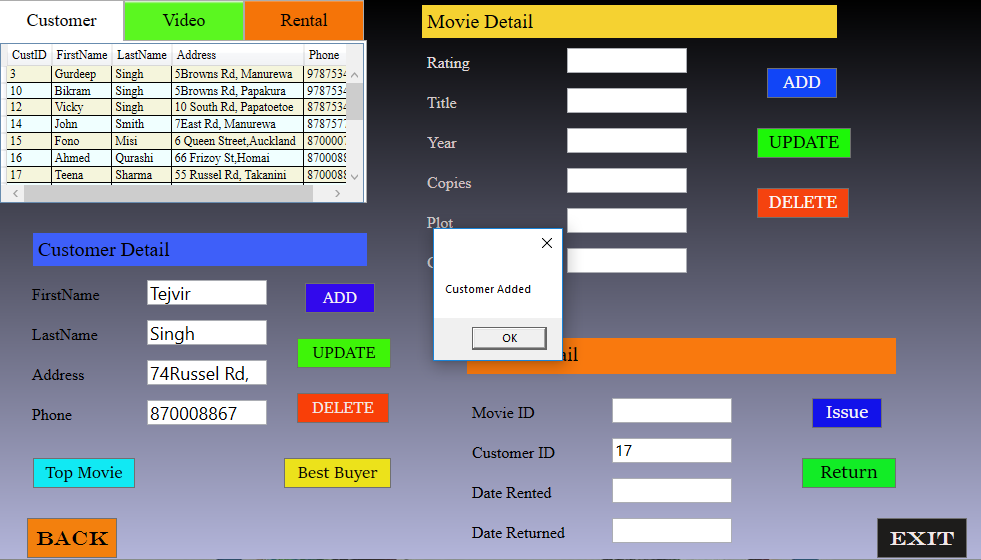 Customer Video Rental
CustID FirstName LastName Address Phone
3 Gurdeep Singh 5Browns Rd, Manurewa 9787534
10 Bikram Singh 5Browns Rd, Papakura 9787534
12 Vicky Singh 10 South Rd, Papatoetoe 8787534
14 John Smith 7East Rd, Manurewa 8787577
15 Fono Misi 6 Queen Street,Auckland 8700007
16 Ahmed Qurashi 66 Frizoy St,Homai 8700088
17 Teena Sharma 55 Russel Rd, Takanini 870008
Customer Detail
FirstName Tejvir ADD
LastName Singh
UPDATE
Address 74Russel Rd,
Phone 870008867 DELETE
Top Movie Best Buyer
BACK
Movie Detail
Rating
ADD
Title
Year UPDATE
Copies
DELETE
Plot
Customer Added
OK
ail
Movie ID Issue
Customer ID 17
Return
Date Rented
Date Returned
EXIT